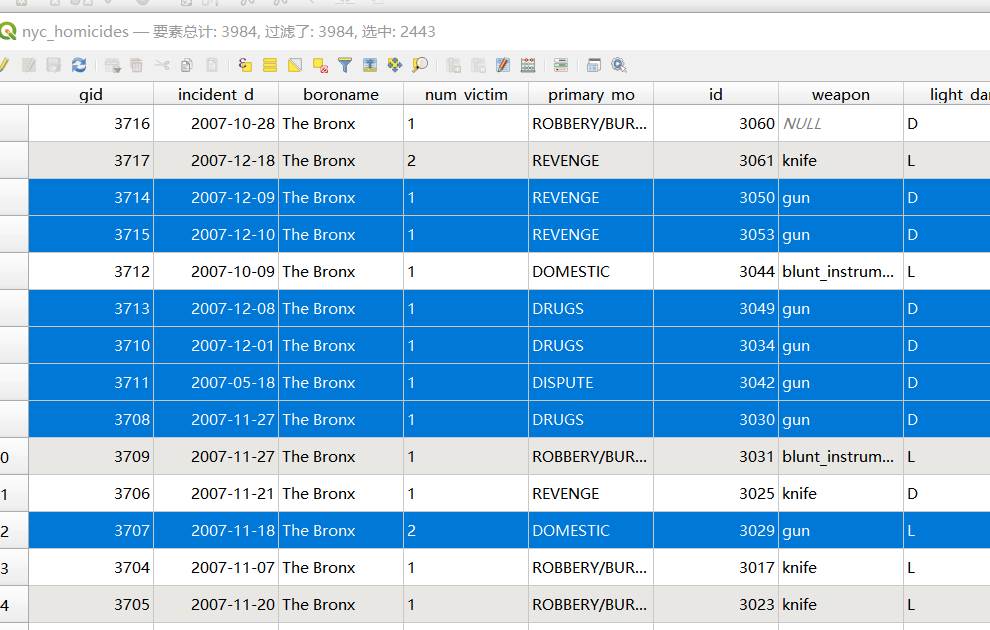 nyc_homicides — 要素总计: 3984, 过滤了: 3984, 选中: 2443
gid incident_d boroname num_victim primary_mo id weapon light_dar
3716 2007-10-28 The Bronx 1 ROBBERY/BUR... 3060 NULL D
3717 2007-12-18 The Bronx 2 REVENGE 3061 knife L
3714 2007-12-09 The Bronx 1 REVENGE 3050 gun D
3715 2007-12-10 The Bronx 1 REVENGE 3053 gun D
3712 2007-10-09 The Bronx 1 DOMESTIC 3044 blunt_instrum... L
3713 2007-12-08 The Bronx 1 DRUGS 3049 gun D
3710 2007-12-01 The Bronx 1 DRUGS 3034 gun D
3711 2007-05-18 The Bronx 1 DISPUTE 3042 gun D
3708 2007-11-27 The Bronx 1 DRUGS 3030 gun D
0 3709 2007-11-27 The Bronx 1 ROBBERY/BUR... 3031 blunt_instrum... L
1 3706 2007-11-21 The Bronx 1 REVENGE 3025 knife D
2 3707 2007-11-18 The Bronx 2 DOMESTIC 3029 gun L
3 3704 2007-11-07 The Bronx 1 ROBBERY/BUR... 3017 knife L
4 3705 2007-11-20 The Bronx 1 ROBBERY/BUR... 3023 knife L